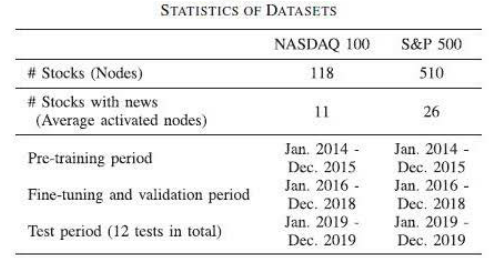 STATISTICS OF DATASETS
NASDAQ 100 S&P 500
# Stocks (Nodes) 118 510
# Stocks with news
(Average activated nodes) 11 26
Pre-training period Jan. 2014 - Dec. 2015 Jan. 2014 - Dec. 2015
Fine-tuning and validation period Jan. 2016 - Dec. 2018 Jan. 2016 - Dec. 2018
Test period (12 tests in total) Jan. 2019 - Dec. 2019 Jan. 2019 - Dec. 2019